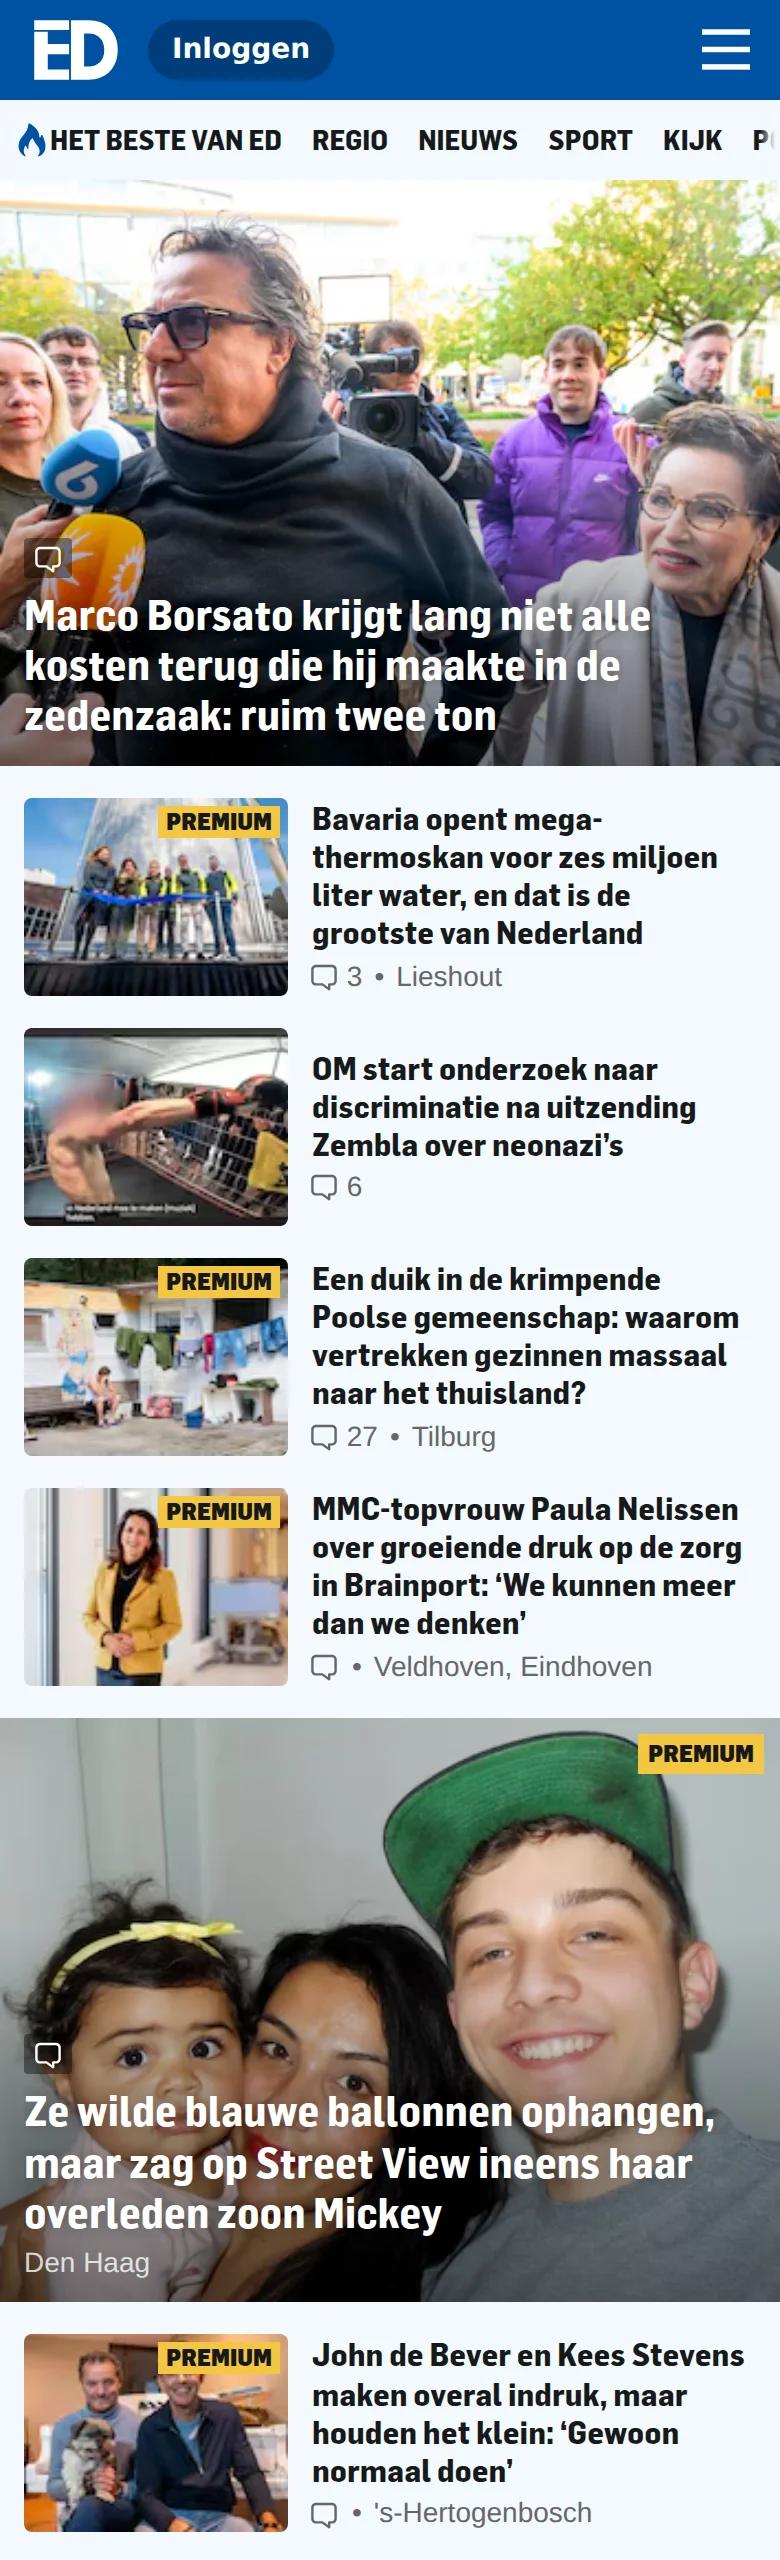 ED Inloggen
HET BESTE VAN ED REGIO NIEUWS SPORT KIJK
Marco Borsato krijgt lang niet alle
kosten terug die hij maakte in de
zedenzaak: ruim twee ton
PREMIUM
Bavaria opent mega-
thermoskan voor zes miljoen
liter water, en dat is de
grootste van Nederland
3 • Lieshout
OM start onderzoek naar
discriminatie na uitzending
Zembla over neonazi’s
6
PREMIUM
Een duik in de krimpende
Poolse gemeenschap: waarom
vertrekken gezinnen massaal
naar het thuisland?
27 • Tilburg
PREMIUM
MMC-topvrouw Paula Nelissen
over groeiende druk op de zorg
in Brainport: ‘We kunnen meer
dan we denken’
• Veldhoven, Eindhoven
PREMIUM
Ze wilde blauwe ballonnen ophangen,
maar zag op Street View ineens haar
overleden zoon Mickey
Den Haag
PREMIUM
John de Bever en Kees Stevens
maken overal indruk, maar
houden het klein: ‘Gewoon
normaal doen’
• 's-Hertogenbosch